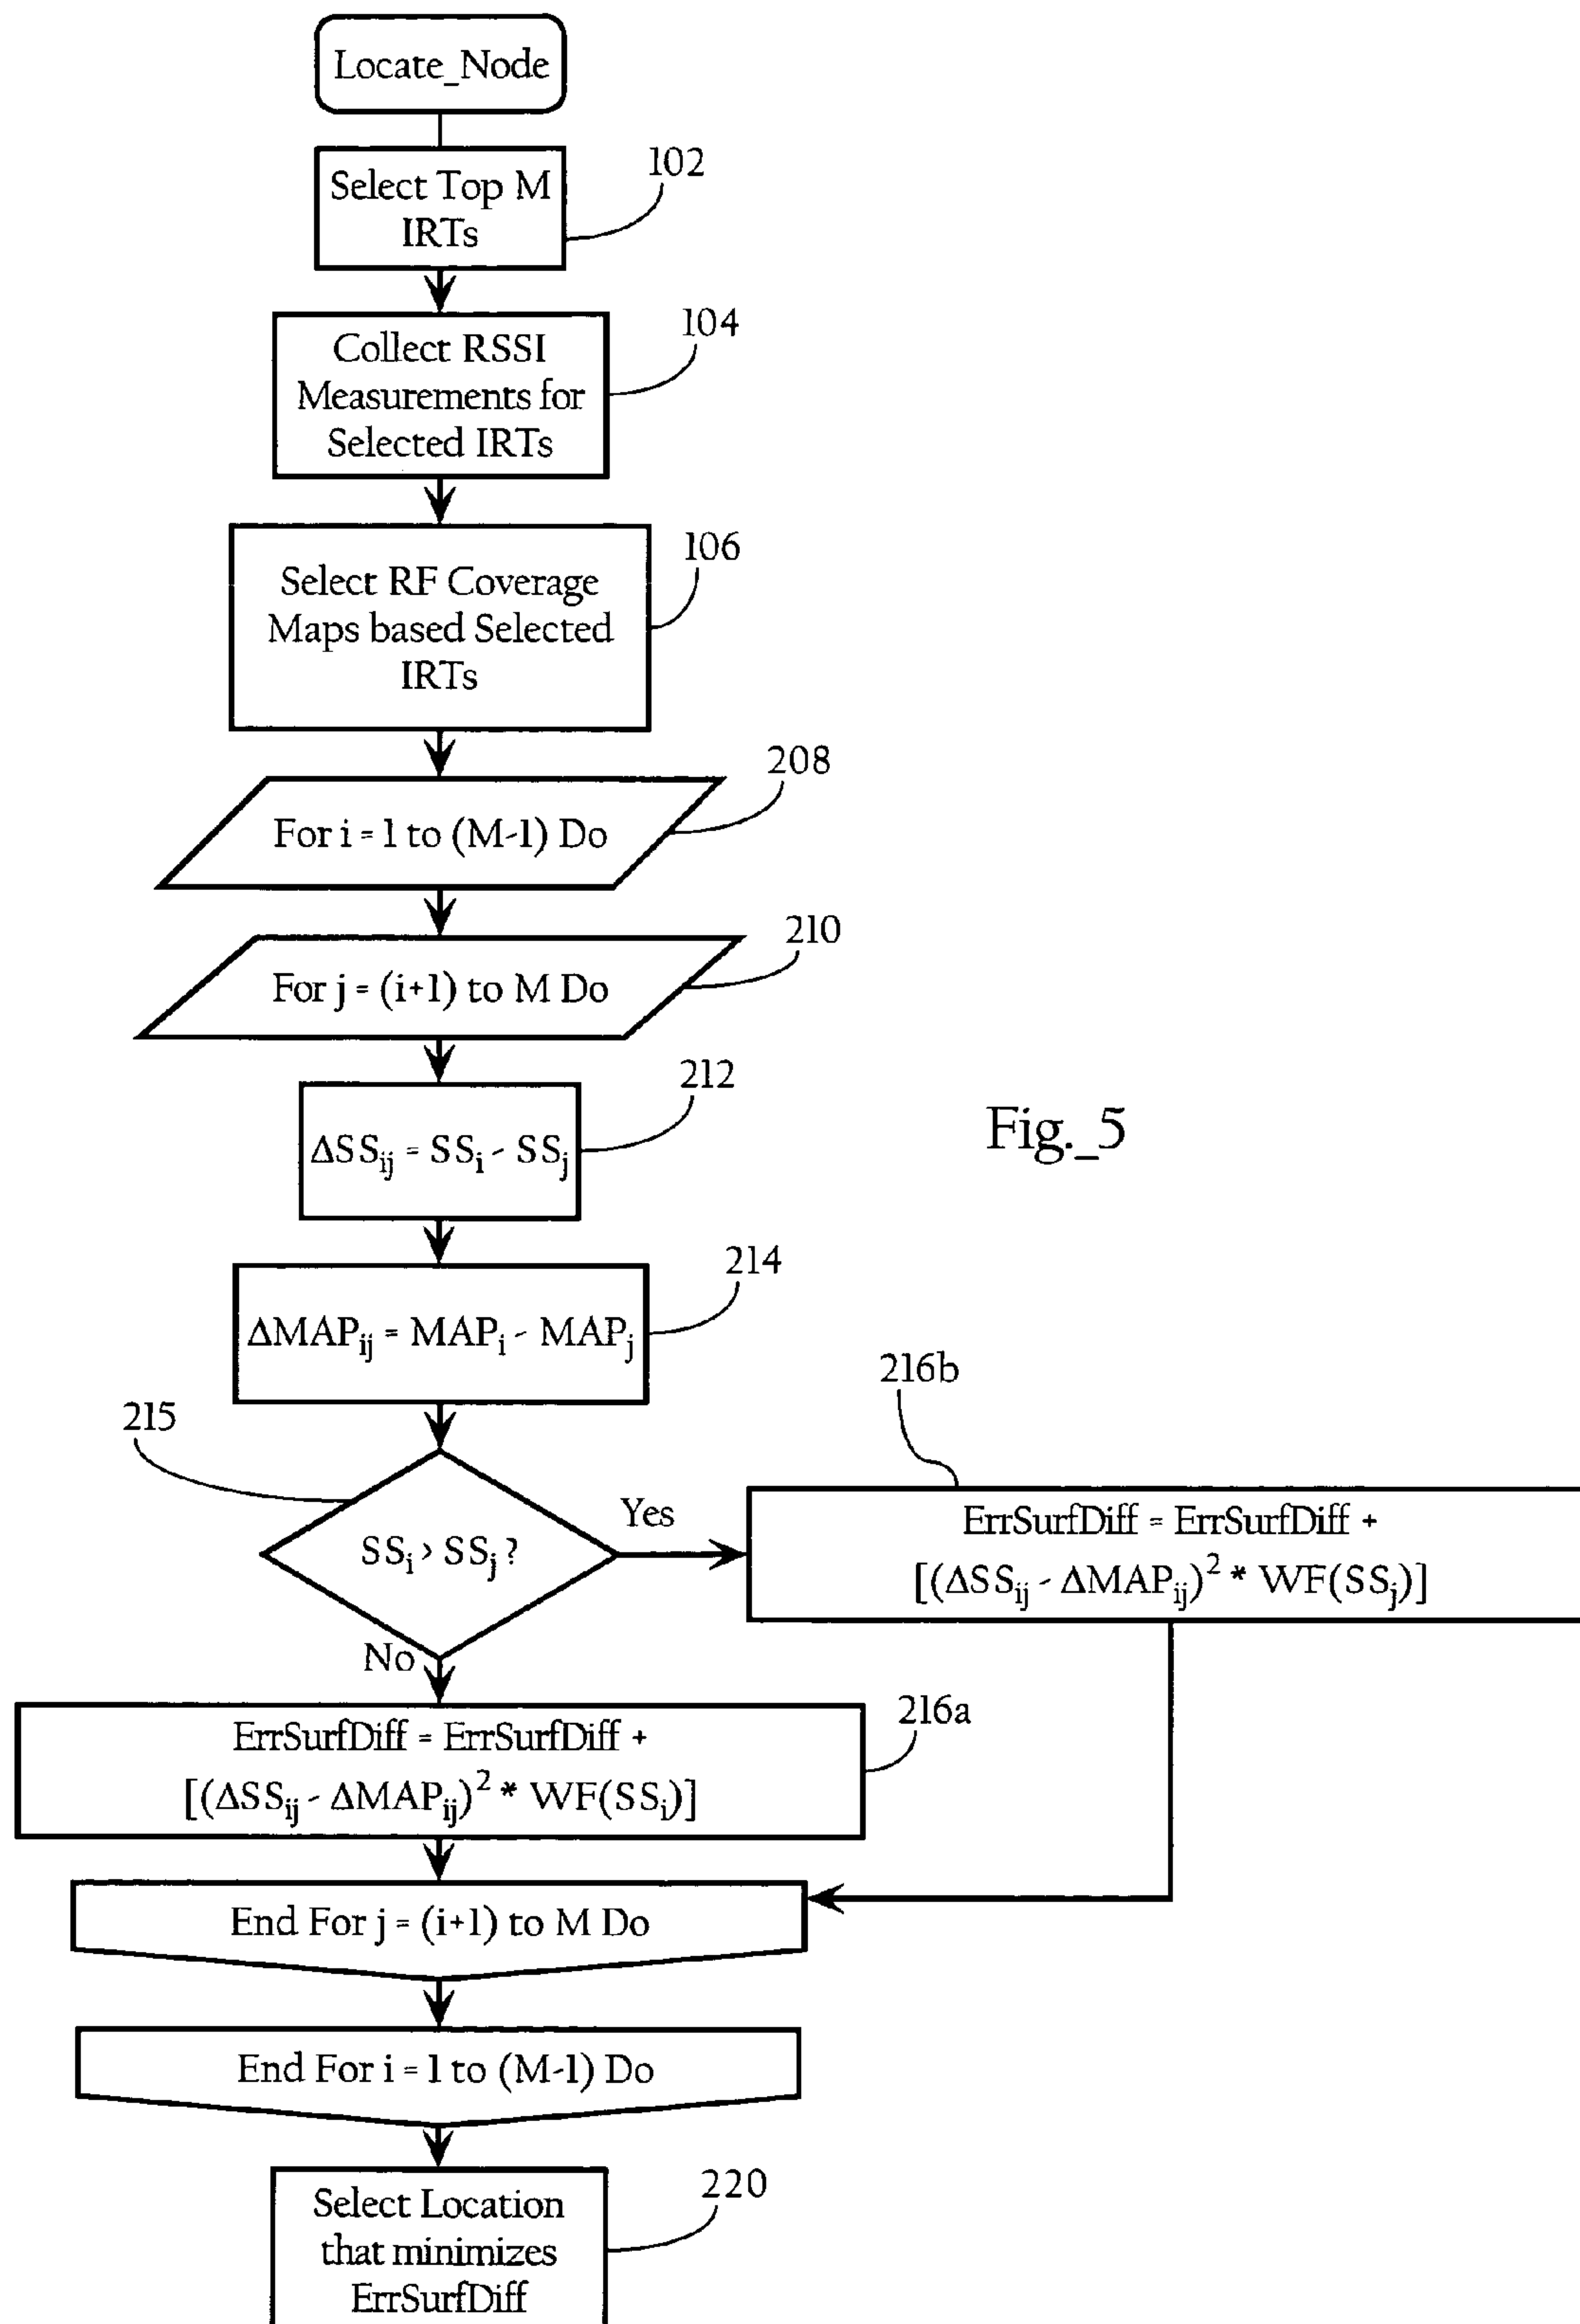 Locate_Node
102
Select Top M
IRTs
104
Collect RSSI
Measurements for
Selected IRTs
106
Select RF Coverage
Maps based Selected
IRTs
208
For i = 1 to (M-1) Do
210
For j = (i+1) to M Do
212
ΔSSij = SSi - SSj
Fig._5
214
ΔMAPij = MAPi - MAPj
215
SSi > SSj ?
Yes
No
216b
ErrSurfDiff = ErrSurfDiff +
[(ΔSSij - ΔMAPij)² * WF(SSj)]
216a
ErrSurfDiff = ErrSurfDiff +
[(ΔSSij - ΔMAPij)² * WF(SSi)]
End For j = (i+1) to M Do
End For i = 1 to (M-1) Do
220
Select Location
that minimizes
ErrSurfDiff